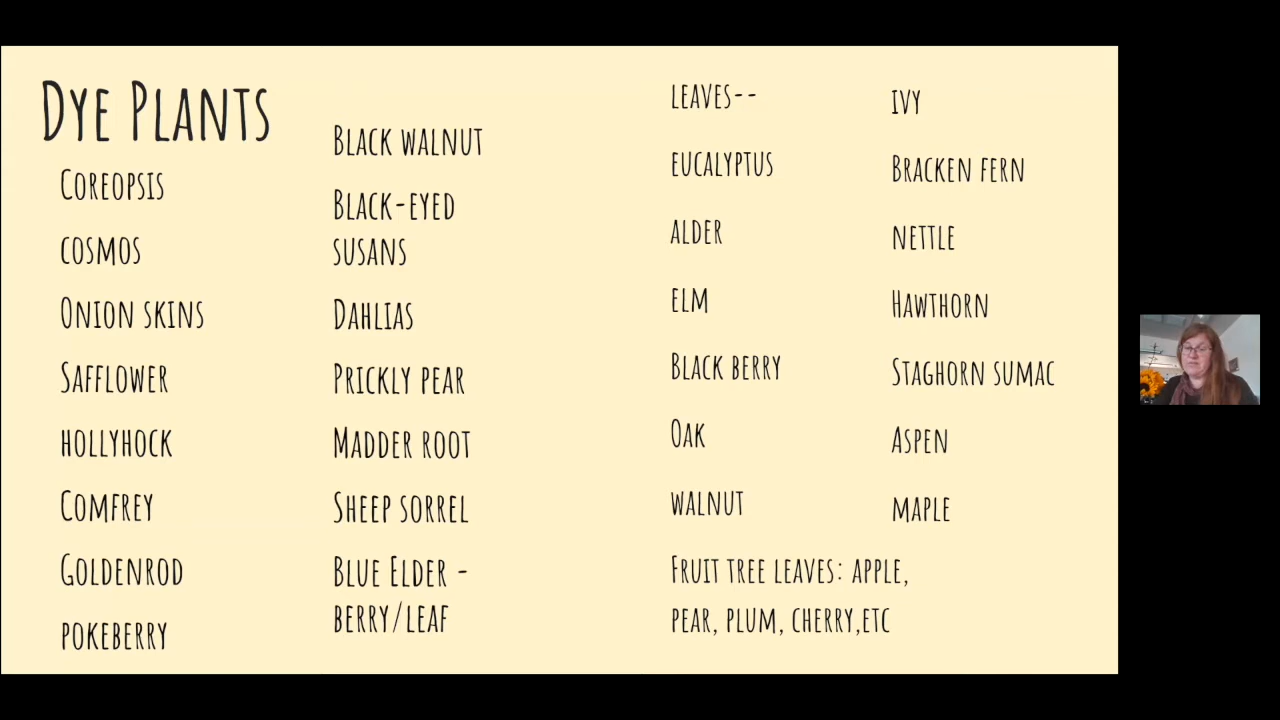 Dye Plants
Coreopsis
cosmos
Onion skins
Safflower
hollyhock
Comfrey
Goldenrod
pokeberry
Black walnut
Black-eyed
susans
Dahlias
Prickly pear
Madder root
Sheep sorrel
Blue Elder -
berry/leaf
leaves--
eucalyptus
alder
elm
Black berry
Oak
walnut
Fruit tree leaves: apple,
pear, plum, cherry,etc
ivy
Bracken fern
nettle
Hawthorn
Staghorn sumac
Aspen
maple